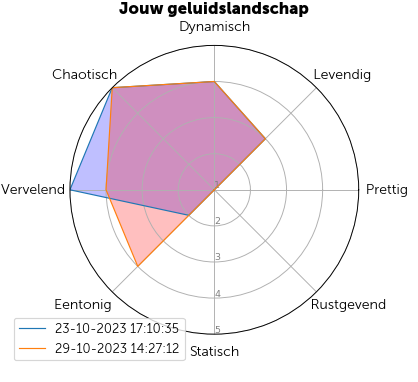 Jouw geluidslandschap
Dynamisch
Chaotisch
Levendig
Vervelend
1
Prettig
2
3
4
5
Eentonig
Rustgevend
Statisch
23-10-2023 17:10:35
29-10-2023 14:27:12